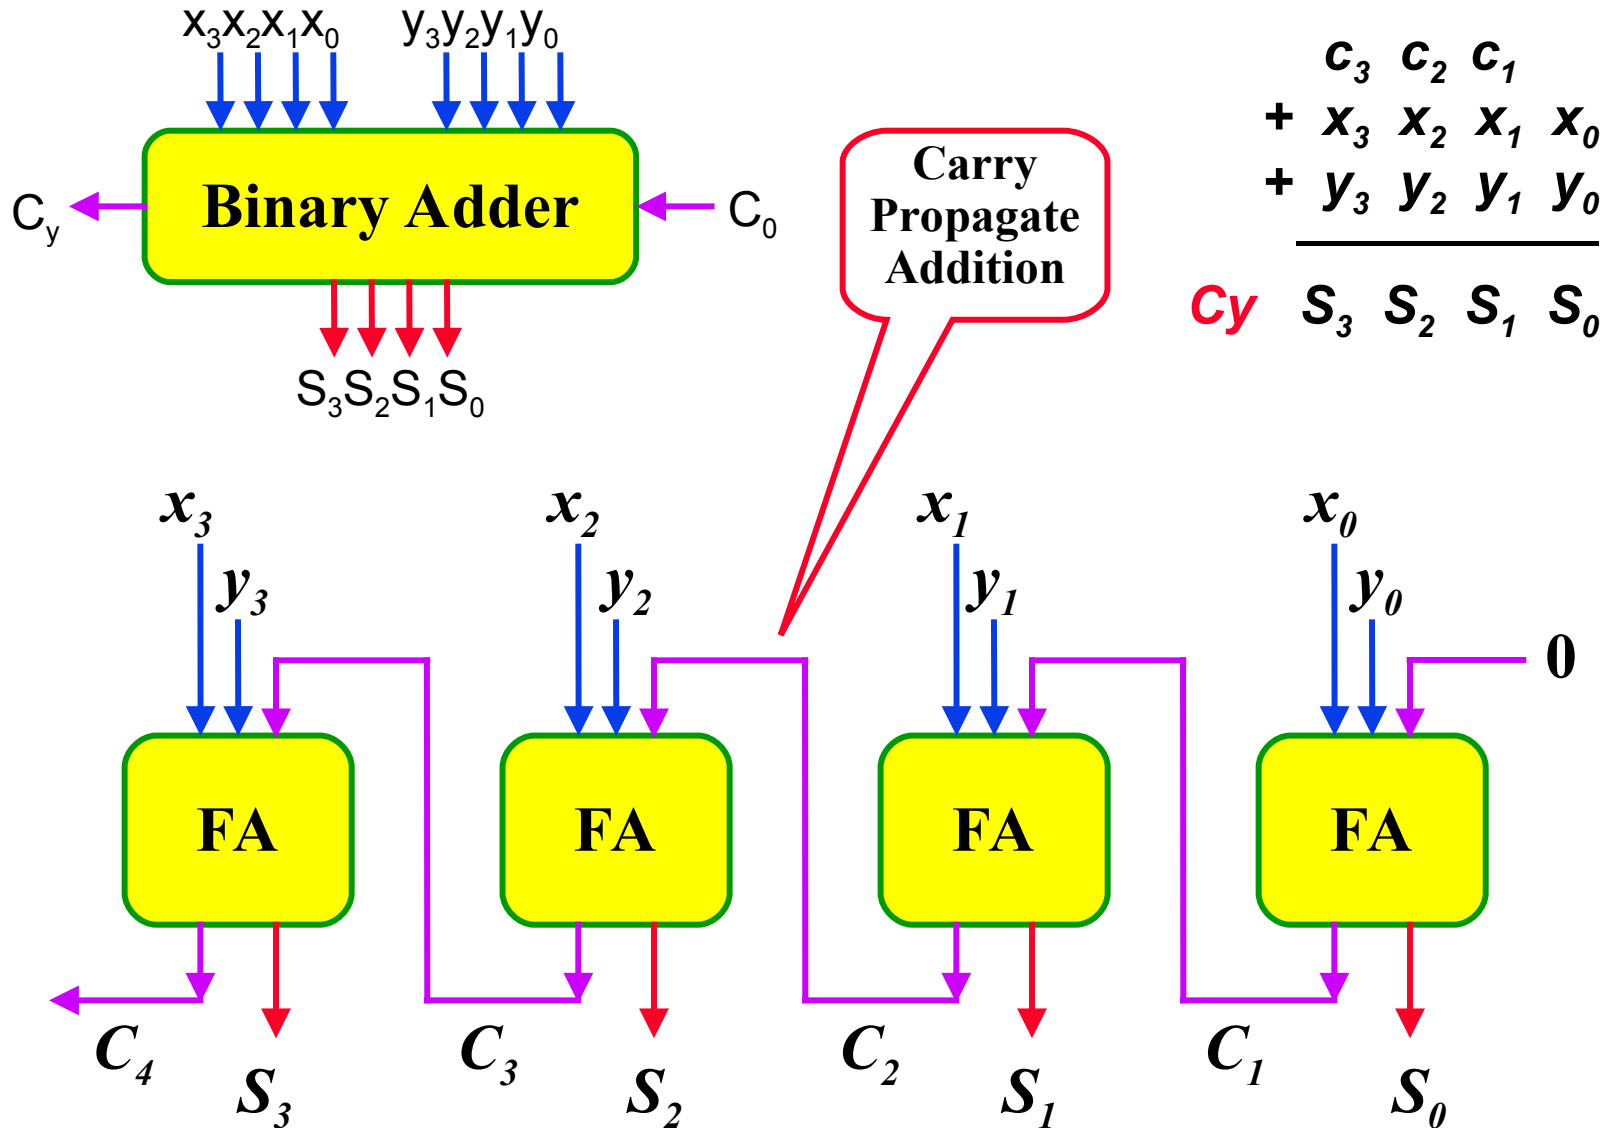 x₃x₂x₁x₀ y₃y₂y₁y₀
Binary Adder
C_y
C₀
S₃S₂S₁S₀
Carry
Propagate
Addition
c₃ c₂ c₁
+ x₃ x₂ x₁ x₀
+ y₃ y₂ y₁ y₀
Cy S₃ S₂ S₁ S₀
x₃ x₂ x₁ x₀
y₃ y₂ y₁ y₀
0
FA FA FA FA
C₄ C₃ C₂ C₁
S₃ S₂ S₁ S₀